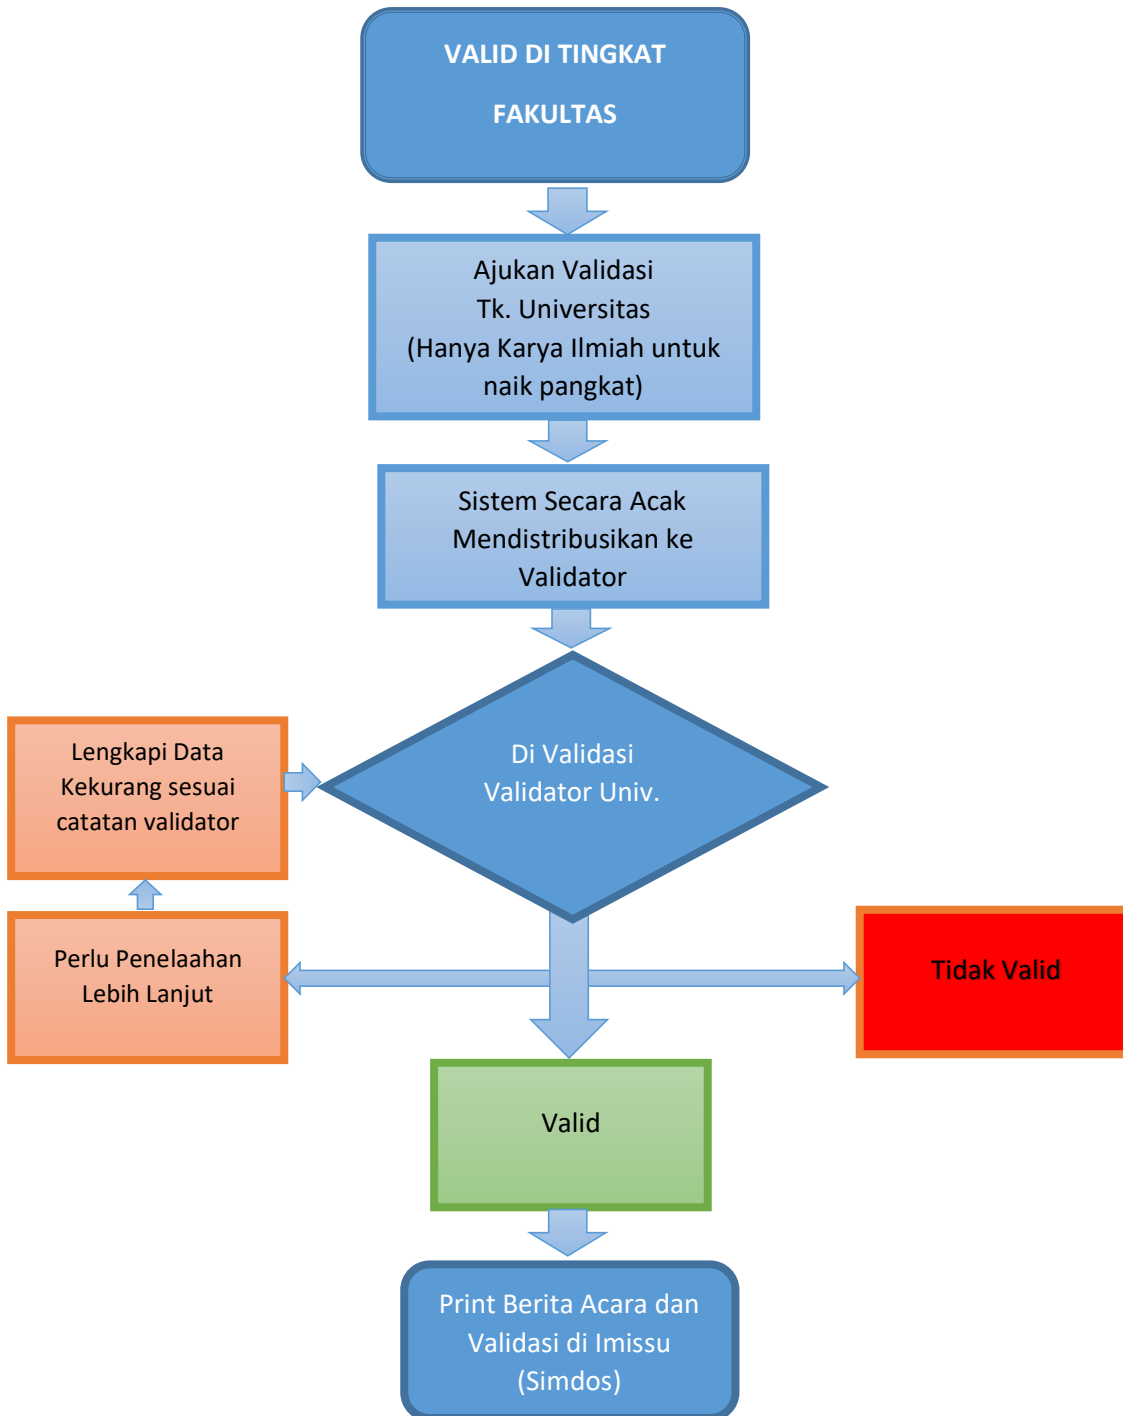 VALID DI TINGKAT
FAKULTAS
Ajukan Validasi
Tk. Universitas
(Hanya Karya Ilmiah untuk
naik pangkat)
Sistem Secara Acak
Mendistribusikan ke
Validator
Di Validasi
Validator Univ.
Lengkapi Data
Kekurang sesuai
catatan validator
Perlu Penelaahan
Lebih Lanjut
Tidak Valid
Valid
Print Berita Acara dan
Validasi di Imissu
(Simdos)